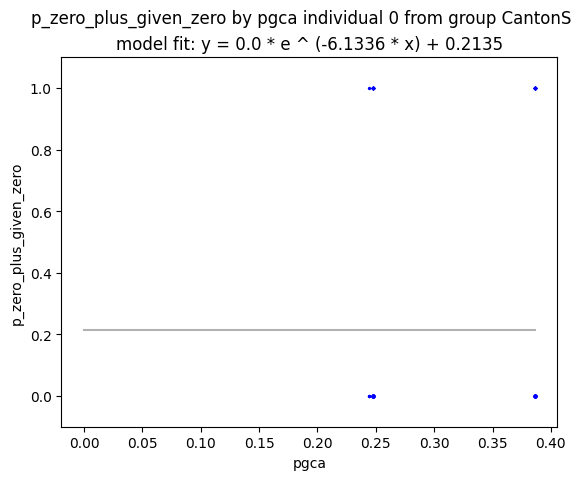 p_zero_plus_given_zero by pgca individual 0 from group CantonS
model fit: y = 0.0 * e ^ (-6.1336 * x) + 0.2135
1.0
0.8
0.6
0.4
0.2
0.0
p_zero_plus_given_zero
0.00 0.05 0.10 0.15 0.20 0.25 0.30 0.35 0.40
pgca